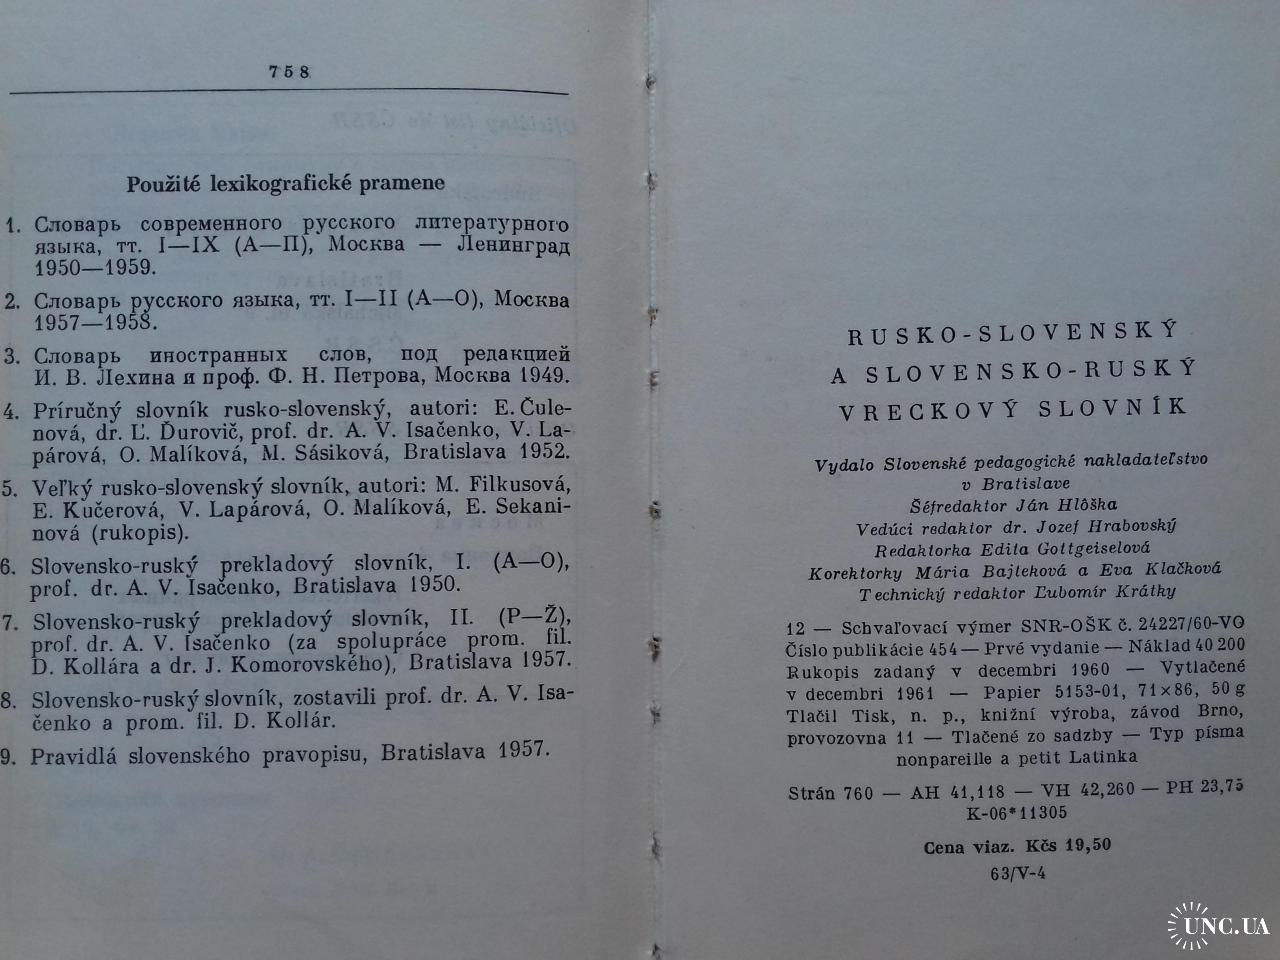 758
Použité lexikografické pramene
1. Словарь современного русского литературного
языка, тт. I—IX (А—П), Москва — Ленинград
1950—1959.
2. Словарь русского языка, тт. I—II (А—О), Москва
1957—1958.
3. Словарь иностранных слов, под редакцией
И. В. Лехина и проф. Ф. Н. Петрова, Москва 1949.
4. Príručný slovník rusko-slovenský, autori: E. Čule-
nová, dr. Ľ. Ďurovič, prof. dr. A. V. Isačenko, V. La-
párová, O. Malíková, M. Sásiková, Bratislava 1952.
5. Veľký rusko-slovenský slovník, autori: M. Filkusová,
E. Kučerová, V. Lapárová, O. Malíková, E. Sekani-
nová (rukopis).
6. Slovensko-ruský prekladový slovník, I. (A—O),
prof. dr. A. V. Isačenko, Bratislava 1950.
7. Slovensko-ruský prekladový slovník, II. (P—Ž),
prof. dr. A. V. Isačenko (za spolupráce prom. fil.
D. Kollára a dr. J. Komorovského), Bratislava 1957.
8. Slovensko-ruský slovník, zostavili prof. dr. A. V. Isa-
čenko a prom. fil. D. Kollár.
9. Pravidlá slovenského pravopisu, Bratislava 1957.
RUSKO-SLOVENSKÝ
A SLOVENSKO-RUSKÝ
VRECKOVÝ SLOVNÍK
Vydalo Slovenské pedagogické nakladateľstvo
v Bratislave
Šéfredaktor Ján Hlôška
Vedúci redaktor dr. Jozef Hrabovský
Redaktorka Edita Gottgeiselová
Korektorky Mária Bajteková a Eva Klačková
Technický redaktor Ľubomír Krátky
12 — Schvaľovací výmer SNR-OŠK č. 24227/60-VO
Číslo publikácie 454 — Prvé vydanie — Náklad 40 200
Rukopis zadaný v decembri 1960 — Vytlačené
v decembri 1961 — Papier 5153-01, 71×86, 50 g
Tlačil Tisk, n. p., knižní výroba, závod Brno,
provozovna 11 — Tlačené zo sadzby — Typ písma
nonpareille a petit Latinka
Strán 760 — AH 41,118 — VH 42,260 — PH 23,75
K-06*11305
Cena viaz. Kčs 19,50
63/V-4
UNC.UA